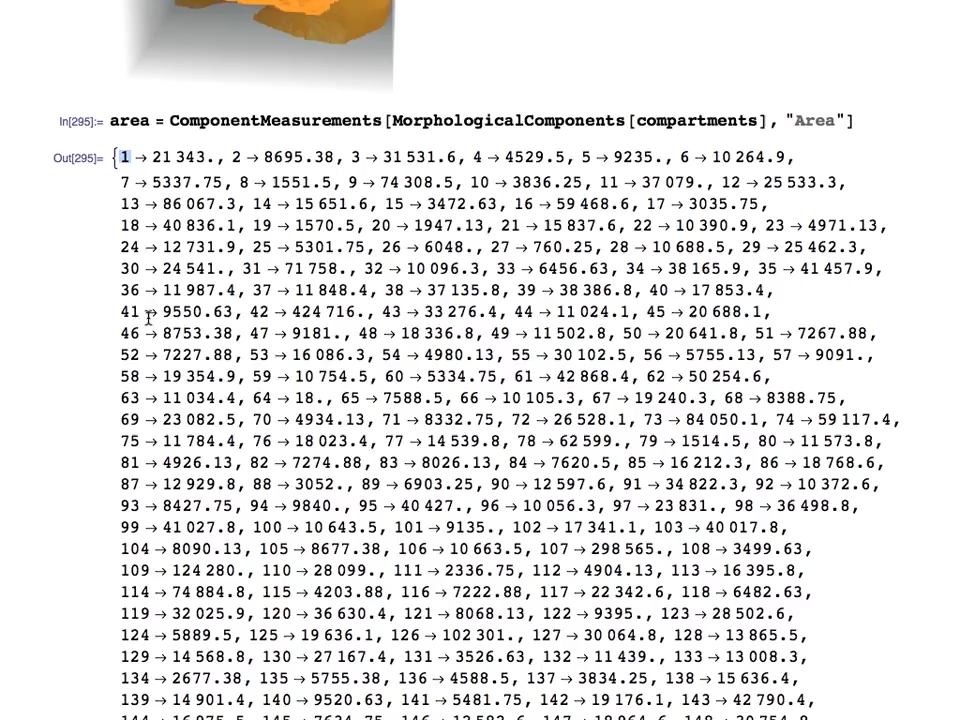 In[295]:= area = ComponentMeasurements[MorphologicalComponents[compartments], "Area"]
Out[295]= {1 → 21 343., 2 → 8695.38, 3 → 31 531.6, 4 → 4529.5, 5 → 9235., 6 → 10 264.9,
7 → 5337.75, 8 → 1551.5, 9 → 74 308.5, 10 → 3836.25, 11 → 37 079., 12 → 25 533.3,
13 → 86 067.3, 14 → 15 651.6, 15 → 3472.63, 16 → 59 468.6, 17 → 3035.75,
18 → 40 836.1, 19 → 1570.5, 20 → 1947.13, 21 → 15 837.6, 22 → 10 390.9, 23 → 4971.13,
24 → 12 731.9, 25 → 5301.75, 26 → 6048., 27 → 760.25, 28 → 10 688.5, 29 → 25 462.3,
30 → 24 541., 31 → 71 758., 32 → 10 096.3, 33 → 6456.63, 34 → 38 165.9, 35 → 41 457.9,
36 → 11 987.4, 37 → 11 848.4, 38 → 37 135.8, 39 → 38 386.8, 40 → 17 853.4,
41 → 9550.63, 42 → 424 716., 43 → 33 276.4, 44 → 11 024.1, 45 → 20 688.1,
46 → 8753.38, 47 → 9181., 48 → 18 336.8, 49 → 11 502.8, 50 → 20 641.8, 51 → 7267.88,
52 → 7227.88, 53 → 16 086.3, 54 → 4980.13, 55 → 30 102.5, 56 → 5755.13, 57 → 9091.,
58 → 19 354.9, 59 → 10 754.5, 60 → 5334.75, 61 → 42 868.4, 62 → 50 254.6,
63 → 11 034.4, 64 → 18., 65 → 7588.5, 66 → 10 105.3, 67 → 19 240.3, 68 → 8388.75,
69 → 23 082.5, 70 → 4934.13, 71 → 8332.75, 72 → 26 528.1, 73 → 84 050.1, 74 → 59 117.4,
75 → 11 784.4, 76 → 18 023.4, 77 → 14 539.8, 78 → 62 599., 79 → 1514.5, 80 → 11 573.8,
81 → 4926.13, 82 → 7274.88, 83 → 8026.13, 84 → 7620.5, 85 → 16 212.3, 86 → 18 768.6,
87 → 12 929.8, 88 → 3052., 89 → 6903.25, 90 → 12 597.6, 91 → 34 822.3, 92 → 10 372.6,
93 → 8427.75, 94 → 9840., 95 → 40 427., 96 → 10 056.3, 97 → 23 831., 98 → 36 498.8,
99 → 41 027.8, 100 → 10 643.5, 101 → 9135., 102 → 17 341.1, 103 → 40 017.8,
104 → 8090.13, 105 → 8677.38, 106 → 10 663.5, 107 → 298 565., 108 → 3499.63,
109 → 124 280., 110 → 28 099., 111 → 2336.75, 112 → 4904.13, 113 → 16 395.8,
114 → 74 884.8, 115 → 4203.88, 116 → 7222.88, 117 → 22 342.6, 118 → 6482.63,
119 → 32 025.9, 120 → 36 630.4, 121 → 8068.13, 122 → 9395., 123 → 28 502.6,
124 → 5889.5, 125 → 19 636.1, 126 → 102 301., 127 → 30 064.8, 128 → 13 865.5,
129 → 14 568.8, 130 → 27 167.4, 131 → 3526.63, 132 → 11 439., 133 → 13 008.3,
134 → 2677.38, 135 → 5755.38, 136 → 4588.5, 137 → 3834.25, 138 → 15 636.4,
139 → 14 901.4, 140 → 9520.63, 141 → 5481.75, 142 → 19 176.1, 143 → 42 790.4,